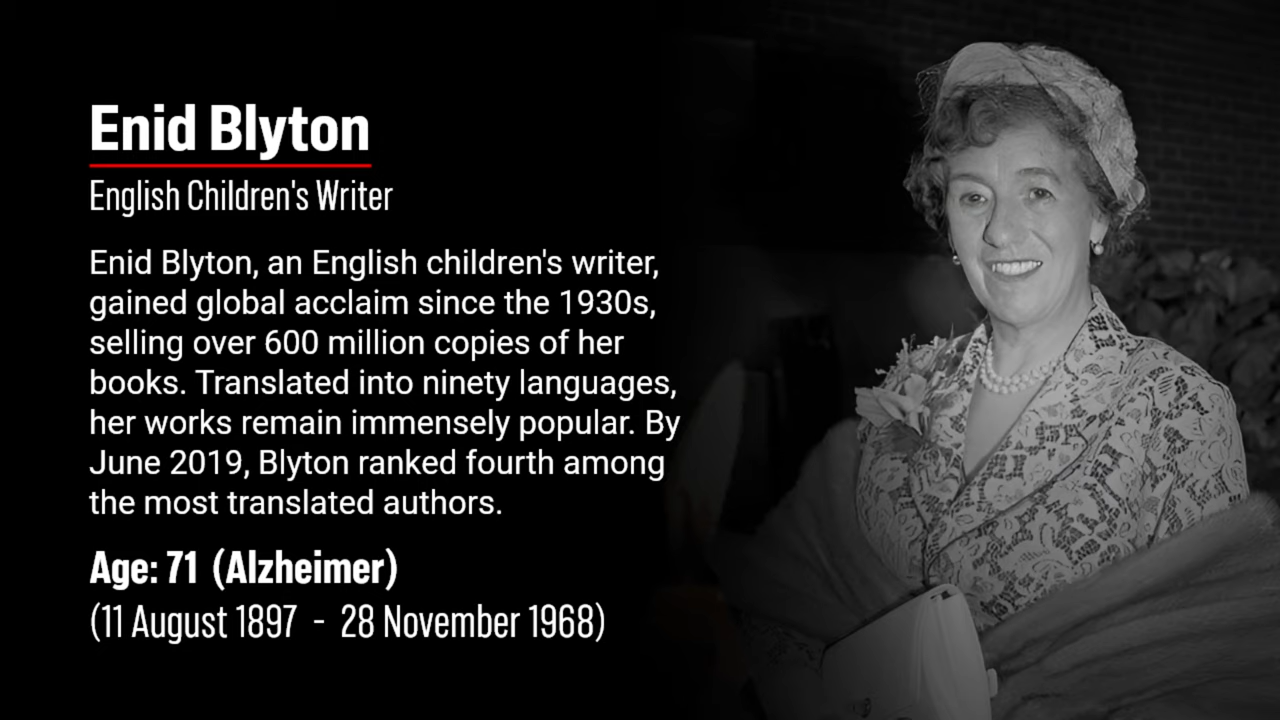 Enid Blyton
English Children's Writer
Enid Blyton, an English children's writer,
gained global acclaim since the 1930s,
selling over 600 million copies of her
books. Translated into ninety languages,
her works remain immensely popular. By
June 2019, Blyton ranked fourth among
the most translated authors.
Age: 71 (Alzheimer)
(11 August 1897 - 28 November 1968)